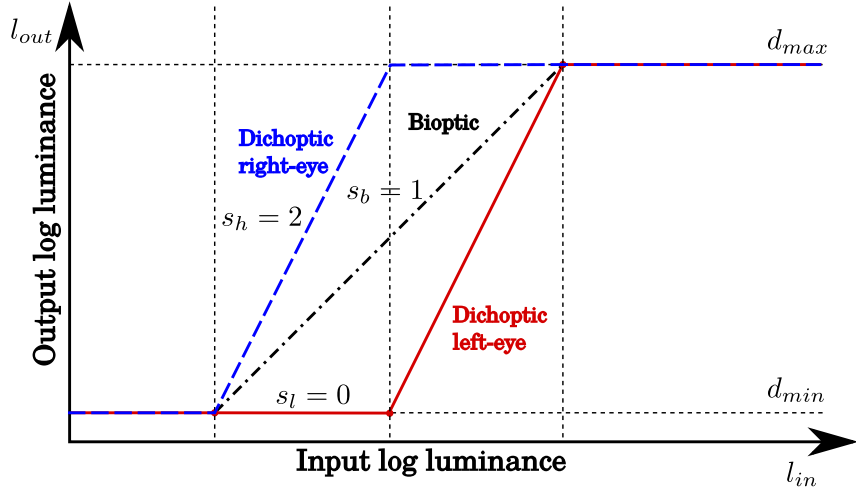 l_out
d_max
Bioptic
Dichoptic
right-eye
s_b = 1
s_h = 2
Output log luminance
Dichoptic
left-eye
s_l = 0
d_min
Input log luminance
l_in